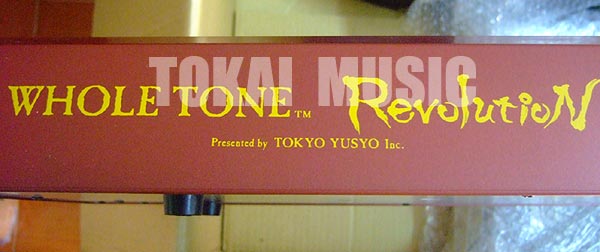 TOKAI MUSIC
WHOLE TONE™ RevolutioN
Presented by TOKYO YUSYO Inc.